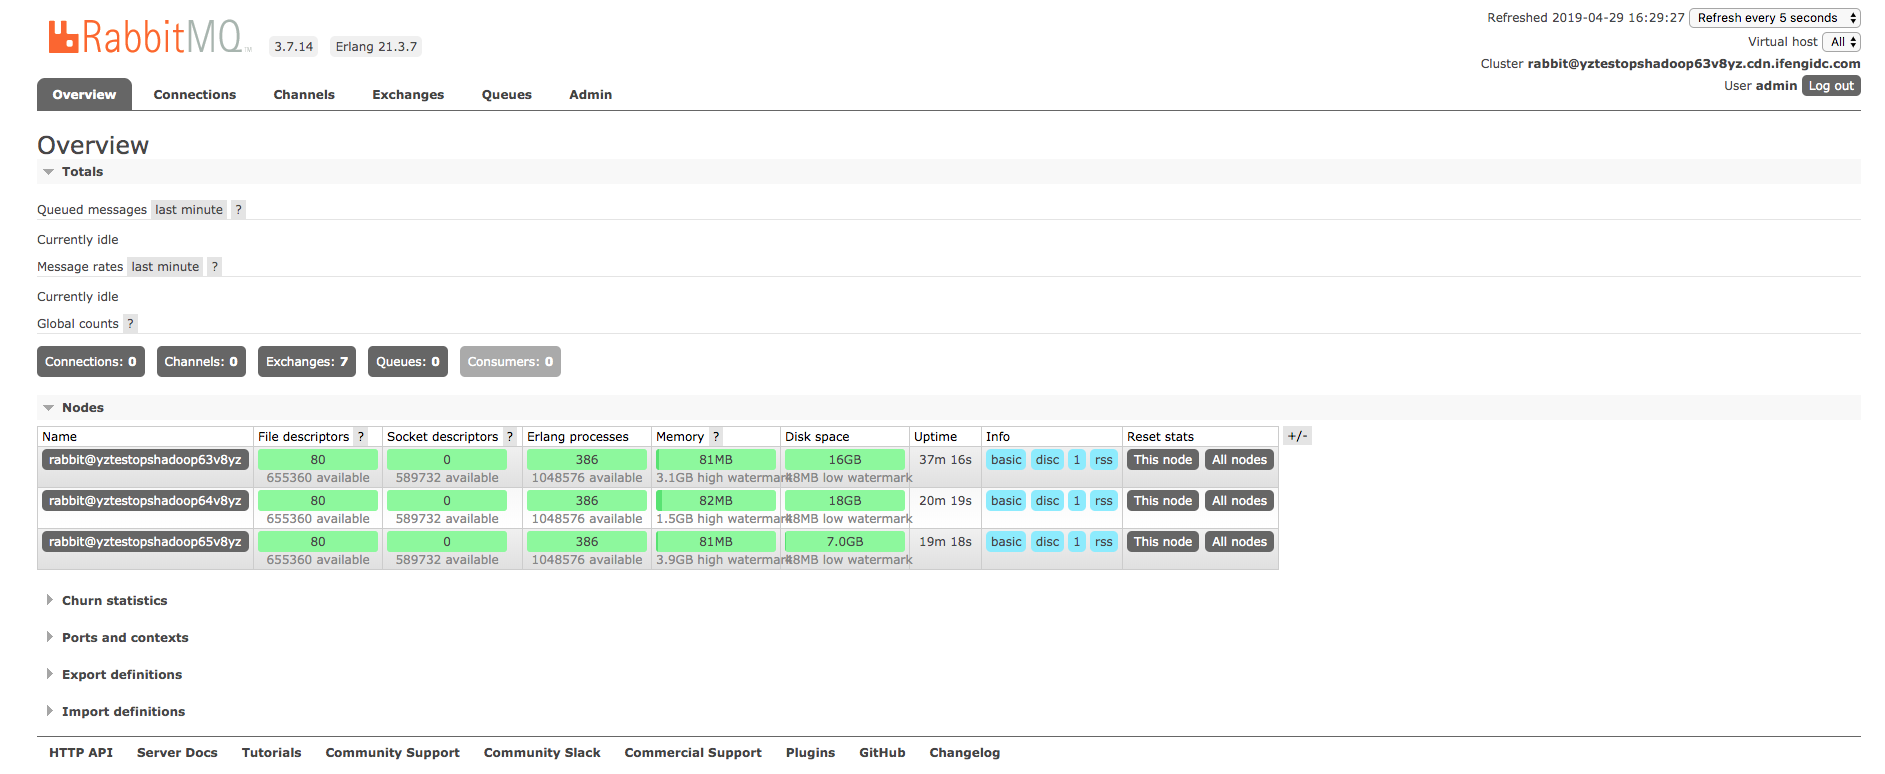 RabbitMQ TM 3.7.14 Erlang 21.3.7
Refreshed 2019-04-29 16:29:27 Refresh every 5 seconds
Virtual host All
Cluster rabbit@yztestopshadoop63v8yz.cdn.ifengidc.com
User admin Log out
Overview Connections Channels Exchanges Queues Admin
Overview
Totals
Queued messages last minute ?
Currently idle
Message rates last minute ?
Currently idle
Global counts ?
Connections: 0 Channels: 0 Exchanges: 7 Queues: 0 Consumers: 0
Nodes
Name File descriptors ? Socket descriptors ? Erlang processes Memory ? Disk space Uptime Info Reset stats +/-
rabbit@yztestopshadoop63v8yz 80 0 386 81MB 16GB 37m 16s basic disc 1 rss This node All nodes
655360 available 589732 available 1048576 available 3.1GB high watermark 48MB low watermark
rabbit@yztestopshadoop64v8yz 80 0 386 82MB 18GB 20m 19s basic disc 1 rss This node All nodes
655360 available 589732 available 1048576 available 1.5GB high watermark 48MB low watermark
rabbit@yztestopshadoop65v8yz 80 0 386 81MB 7.0GB 19m 18s basic disc 1 rss This node All nodes
655360 available 589732 available 1048576 available 3.9GB high watermark 48MB low watermark
Churn statistics
Ports and contexts
Export definitions
Import definitions
HTTP API Server Docs Tutorials Community Support Community Slack Commercial Support Plugins GitHub Changelog